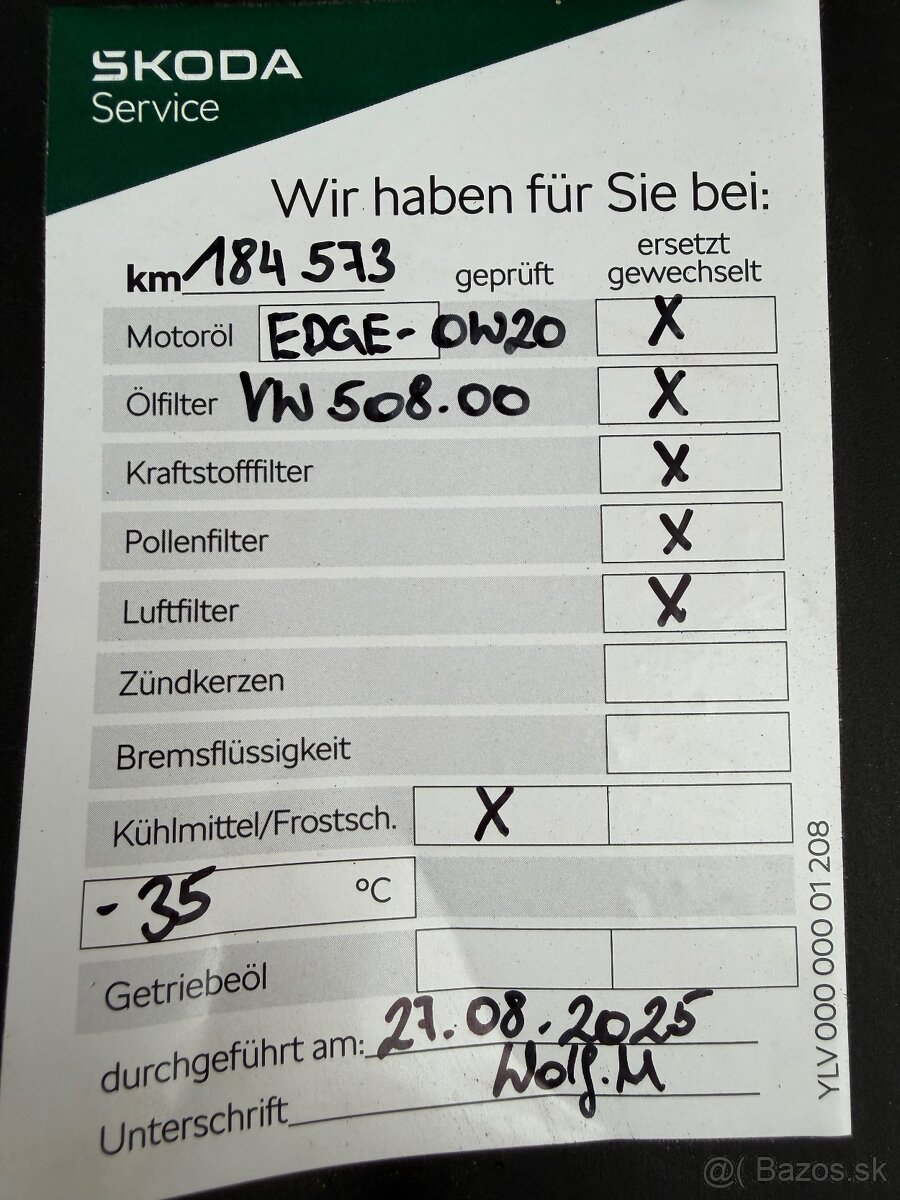 ŠKODA
Service
Wir haben für Sie bei:
km 184 573
geprüft
ersetzt
gewechselt
Motoröl EDGE- 0W20 X
Ölfilter VW 508.00 X
Kraftstofffilter X
Pollenfilter X
Luftfilter X
Zündkerzen
Bremsflüssigkeit
Kühlmittel/Frostsch. X
-35 °C
Getriebeöl
durchgeführt am: 27.08.2025
Wolf.M
Unterschrift
YLV 000 000 01 208
@( Bazos.sk